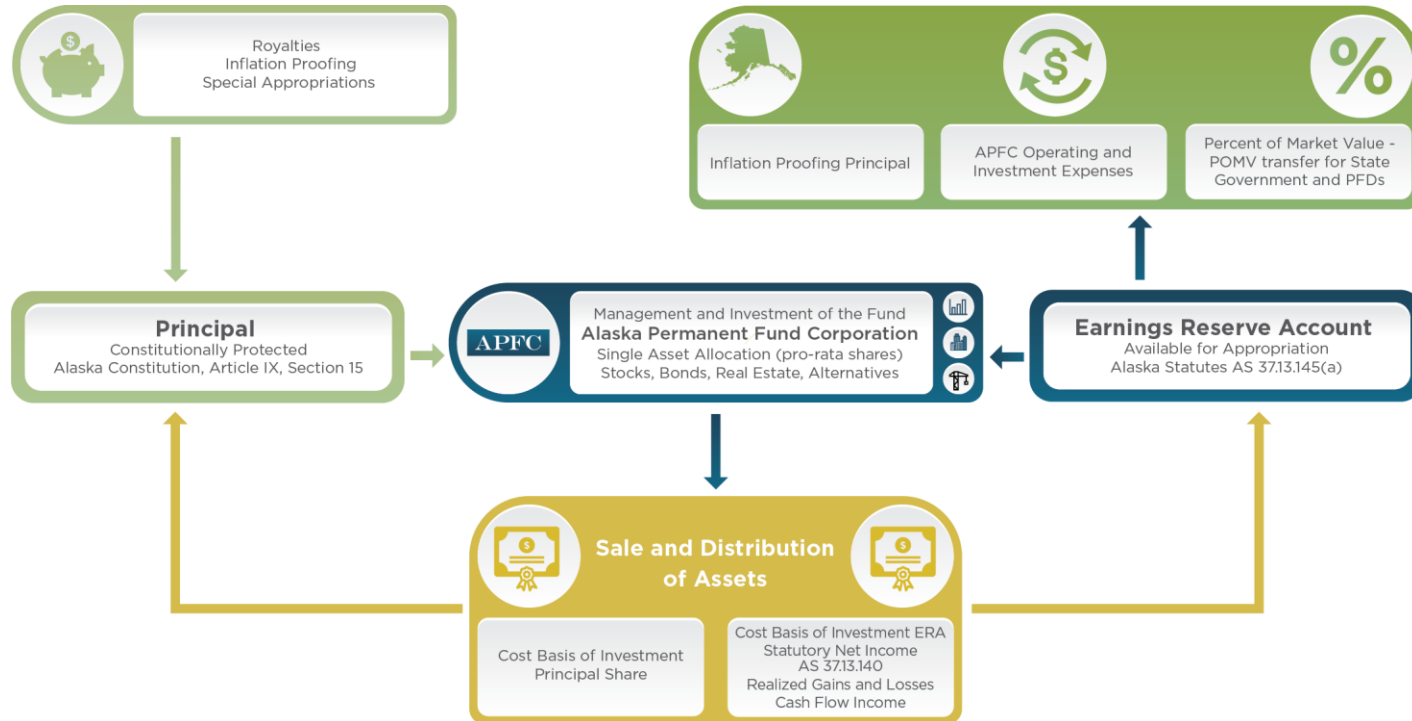 $
Royalties
Inflation Proofing
Special Appropriations
$
%
Inflation Proofing Principal
APFC Operating and
Investment Expenses
Percent of Market Value -
POMV transfer for State
Government and PFDs
Principal
Constitutionally Protected
Alaska Constitution, Article IX, Section 15
APFC
Management and Investment of the Fund
Alaska Permanent Fund Corporation
Single Asset Allocation (pro-rata shares)
Stocks, Bonds, Real Estate, Alternatives
Earnings Reserve Account
Available for Appropriation
Alaska Statutes AS 37.13.145(a)
$
Sale and Distribution
of Assets
$
Cost Basis of Investment
Principal Share
Cost Basis of Investment ERA
Statutory Net Income
AS 37.13.140
Realized Gains and Losses
Cash Flow Income